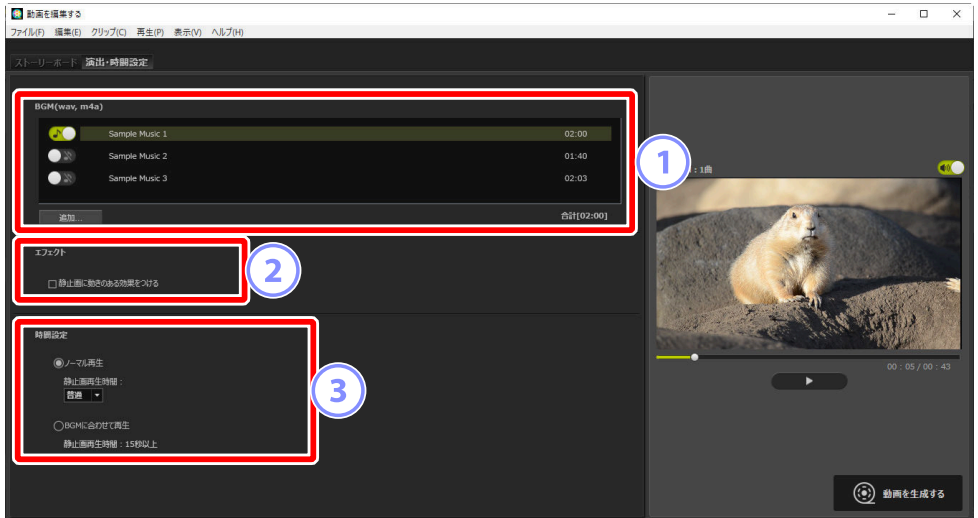 動画を編集する
ファイル(F) 編集(E) クリップ(C) 再生(P) 表示(V) ヘルプ(H)
ストーリーボード 演出・時間設定
BGM(wav, m4a)
Sample Music 1 02:00
Sample Music 2 01:40
Sample Music 3 02:03
追加... 合計[02:00]
1
: 1曲
エフェクト
静止画に動きのある効果をつける
2
時間設定
ノーマル再生
静止画再生時間 :
普通
BGMに合わせて再生
静止画再生時間 : 15秒以上
3
00 : 05 / 00 : 43
動画を生成する